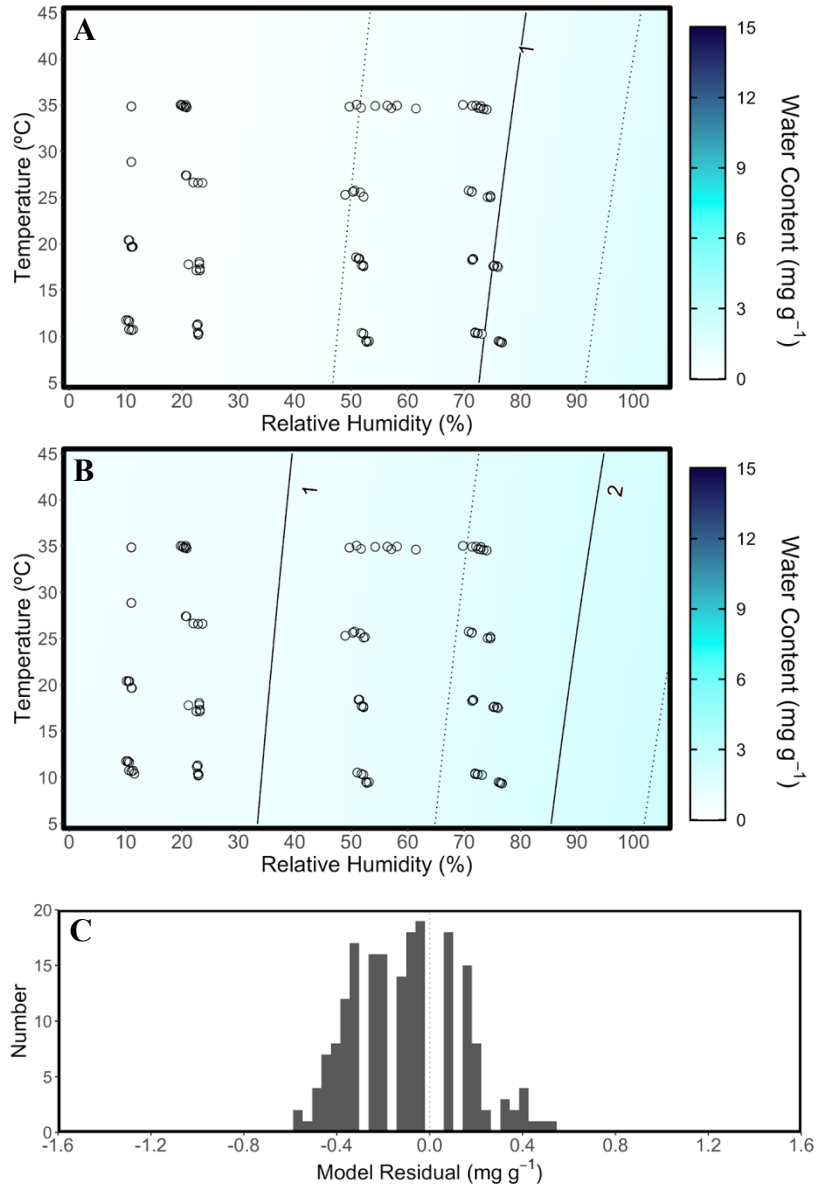 A
45
40
35
30
25
20
15
10
5
Temperature (ºC)
1
0 10 20 30 40 50 60 70 80 90 100
Relative Humidity (%)
15
12
9
6
3
0
Water Content (mg g⁻¹)
B
45
40
35
30
25
20
15
10
5
Temperature (ºC)
1
2
0 10 20 30 40 50 60 70 80 90 100
Relative Humidity (%)
15
12
9
6
3
0
Water Content (mg g⁻¹)
C
20
15
10
5
0
Number
-1.6 -1.2 -0.8 -0.4 0.0 0.4 0.8 1.2 1.6
Model Residual (mg g⁻¹)